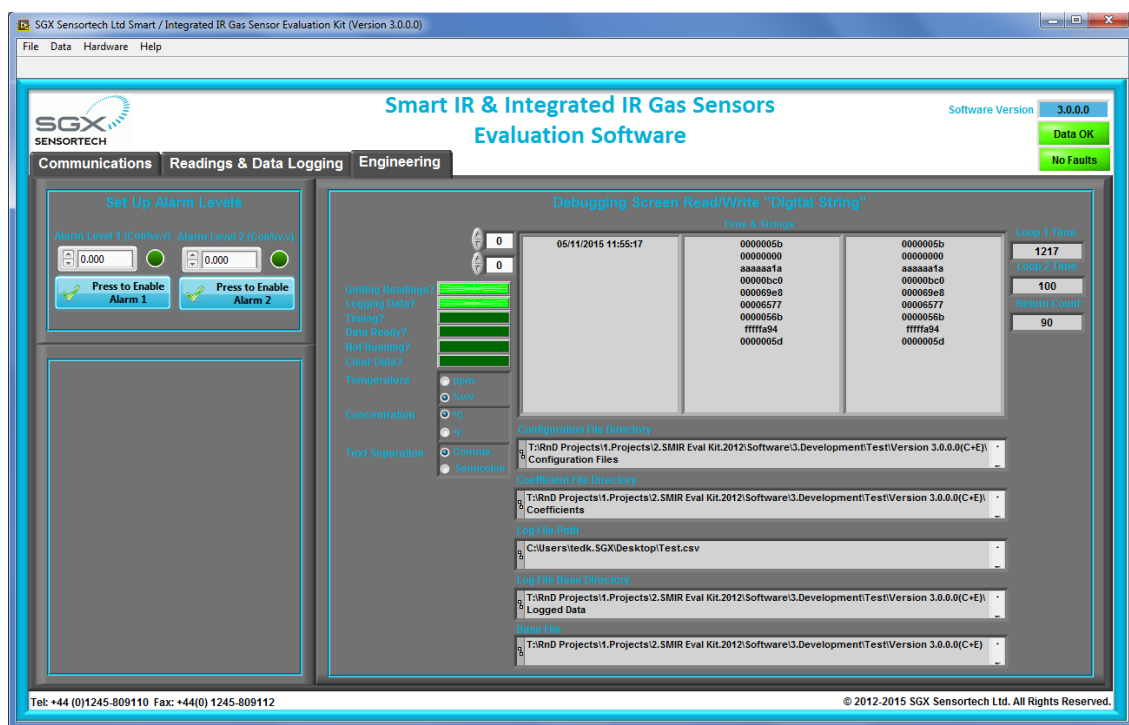 SGX Sensortech Ltd Smart / Integrated IR Gas Sensor Evaluation Kit (Version 3.0.0.0)
File Data Hardware Help
SGX
SENSORTECH
Smart IR & Integrated IR Gas Sensors
Evaluation Software
Software Version 3.0.0.0
Data OK
No Faults
Communications Readings & Data Logging Engineering
Set Up Alarm Levels
Alarm Level 1 (Con%v.v) Alarm Level 2 (Con%v.v)
0.000 0.000
Press to Enable
Alarm 1
Press to Enable
Alarm 2
Debugging Screen Read/Write "Digital String"
Time & Strings
0
0
Getting Readings?
Logging Data?
Timing?
Data Ready?
Not Running?
Clear Data?
Temperature
ppm
%v/v
Concentration
°C
°F
Text Separation
Comma
Semicolon
05/11/2015 11:55:17
0000005b
00000000
aaaaaa1a
00000bc0
000069e8
00006577
0000056b
fffffa94
0000005d
0000005b
00000000
aaaaaa1a
00000bc0
000069e8
00006577
0000056b
fffffa94
0000005d
Loop 1 Time
1217
Loop 2 Time
100
Return Count
90
Configuration File Directory
T:\RnD Projects\1.Projects\2.SMIR Eval Kit.2012\Software\3.Development\Test\Version 3.0.0.0(C+E)\
Configuration Files
Coefficient File Directory
T:\RnD Projects\1.Projects\2.SMIR Eval Kit.2012\Software\3.Development\Test\Version 3.0.0.0(C+E)\
Coefficients
Log File Path
C:\Users\tedk.SGX\Desktop\Test.csv
Log File Base Directory
T:\RnD Projects\1.Projects\2.SMIR Eval Kit.2012\Software\3.Development\Test\Version 3.0.0.0(C+E)\
Logged Data
Base File
T:\RnD Projects\1.Projects\2.SMIR Eval Kit.2012\Software\3.Development\Test\Version 3.0.0.0(C+E)
Tel: +44 (0)1245-809110 Fax: +44(0) 1245-809112
© 2012-2015 SGX Sensortech Ltd. All Rights Reserved.